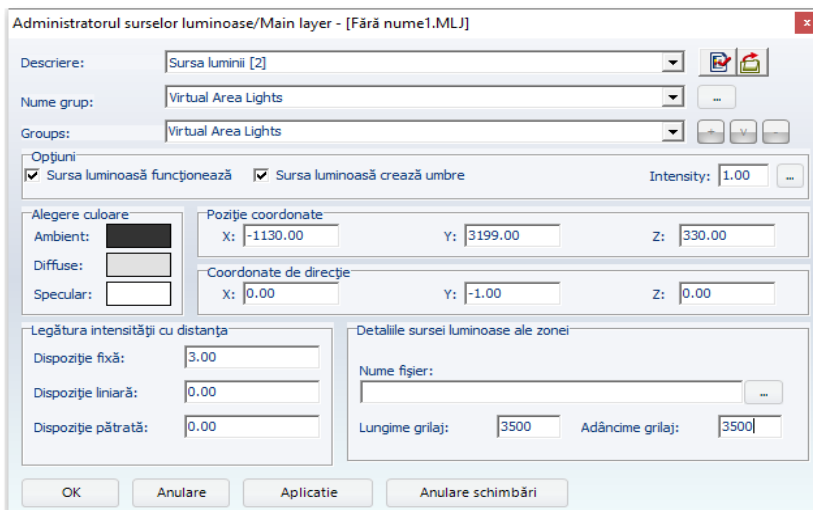 Administratorul surselor luminoase/Main layer - [Fără nume1.MLJ] x
Descriere: Sursa luminii [2]
Nume grup: Virtual Area Lights ...
Groups: Virtual Area Lights + v -
Opțiuni
Sursa luminoasă funcționează Sursa luminoasă crează umbre Intensity: 1.00 ...
Alegere culoare Poziție coordonate
Ambient: X: -1130.00 Y: 3199.00 Z: 330.00
Diffuse:
Coordonate de direcție
Specular: X: 0.00 Y: -1.00 Z: 0.00
Legătura intensității cu distanța Detaliile sursei luminoase ale zonei
Dispoziție fixă: 3.00
Nume fișier:
Dispoziție liniară: 0.00 ...
Dispoziție pătrată: 0.00 Lungime grilaj: 3500 Adâncime grilaj: 3500
OK Anulare Aplicatie Anulare schimbări